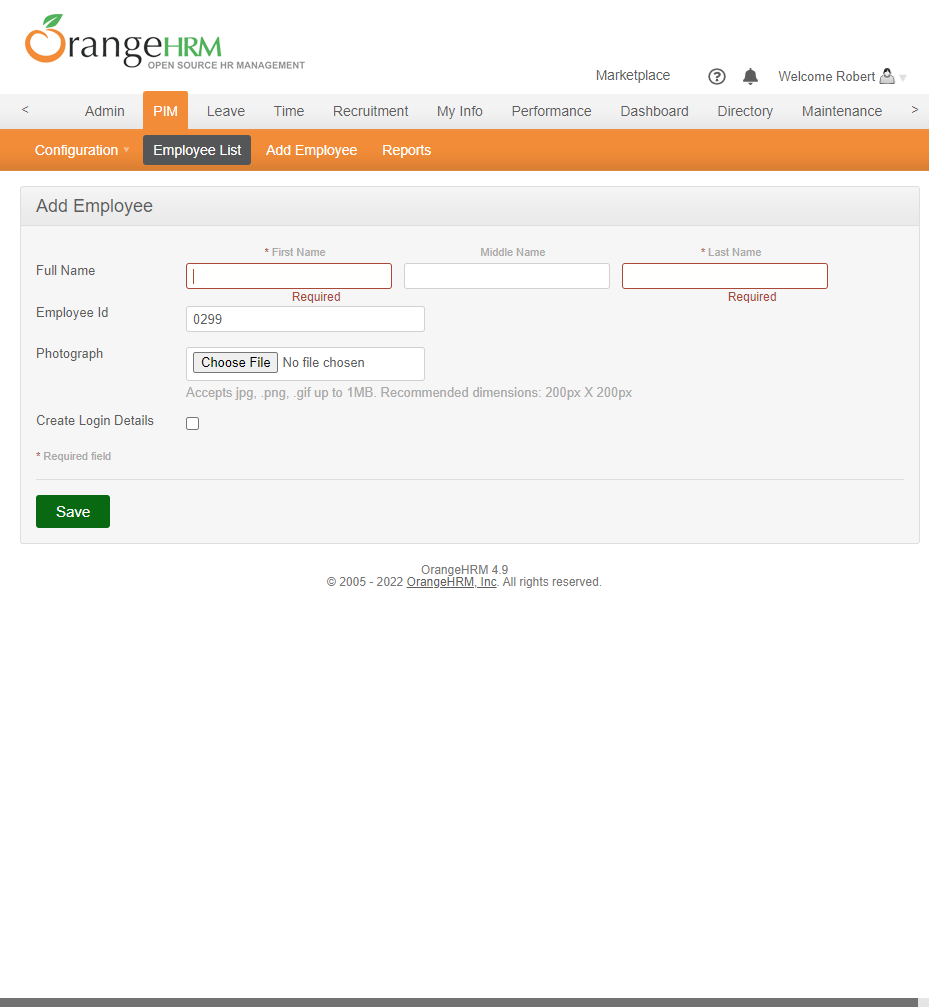 OrangeHRM
OPEN SOURCE HR MANAGEMENT
Marketplace ? Welcome Robert
< Admin PIM Leave Time Recruitment My Info Performance Dashboard Directory Maintenance >
Configuration Employee List Add Employee Reports
Add Employee
* First Name Middle Name * Last Name
Full Name
Required Required
Employee Id 0299
Photograph Choose File No file chosen
Accepts jpg, .png, .gif up to 1MB. Recommended dimensions: 200px X 200px
Create Login Details
* Required field
Save
OrangeHRM 4.9
© 2005 - 2022 OrangeHRM, Inc. All rights reserved.